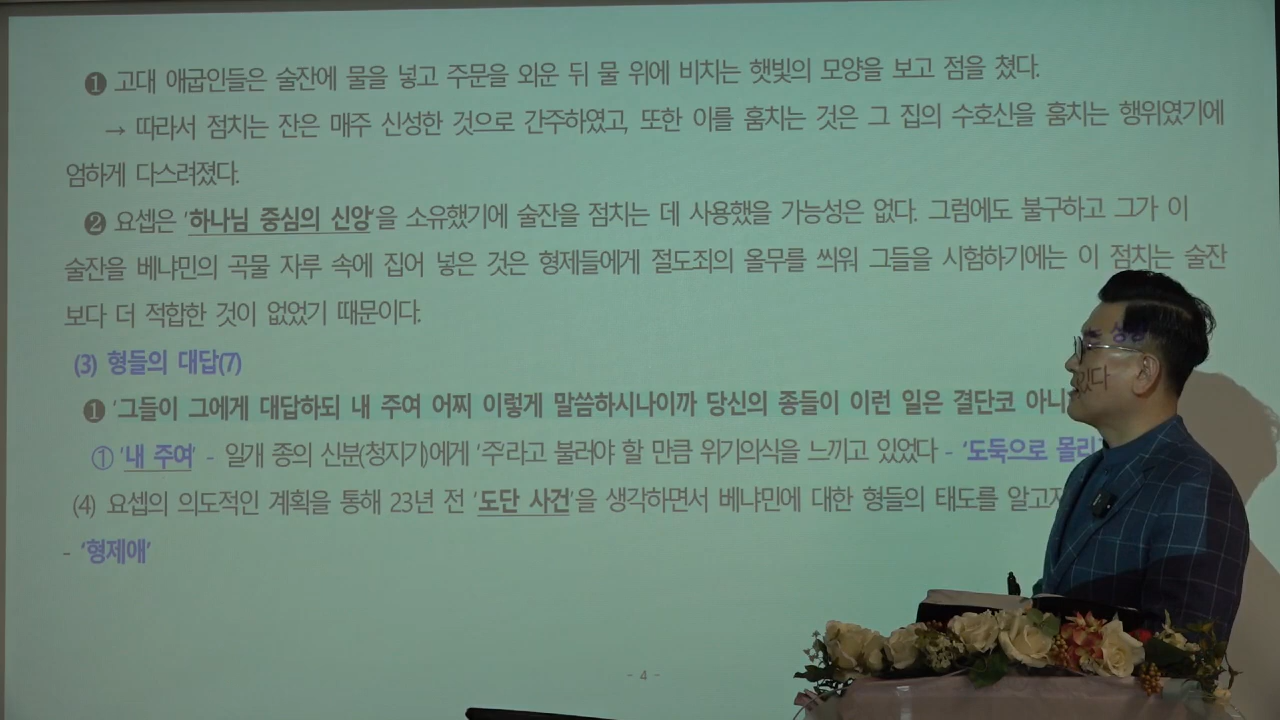 ❶ 고대 애굽인들은 술잔에 물을 넣고 주문을 외운 뒤 물 위에 비치는 햇빛의 모양을 보고 점을 쳤다.
→ 따라서 점치는 잔은 매주 신성한 것으로 간주하였고, 또한 이를 훔치는 것은 그 집의 수호신을 훔치는 행위였기에
엄하게 다스려졌다.
❷ 요셉은 '하나님 중심의 신앙'을 소유했기에 술잔을 점치는 데 사용했을 가능성은 없다. 그럼에도 불구하고 그가 이
술잔을 베냐민의 곡물 자루 속에 집어 넣은 것은 형제들에게 절도죄의 올무를 씌워 그들을 시험하기에는 이 점치는 술잔
보다 더 적합한 것이 없었기 때문이다.
(3) 형들의 대답(7)
❶ '그들이 그에게 대답하되 내 주여 어찌 이렇게 말씀하시나이까 당신의 종들이 이런 일은 결단코 아니
① '내 주여' - 일개 종의 신분(청지기)에게 '주'라고 불러야 할 만큼 위기의식을 느끼고 있었다 - '도둑으로 몰리
(4) 요셉의 의도적인 계획을 통해 23년 전 '도단 사건'을 생각하면서 베냐민에 대한 형들의 태도를 알고
- '형제애'
- 4 -